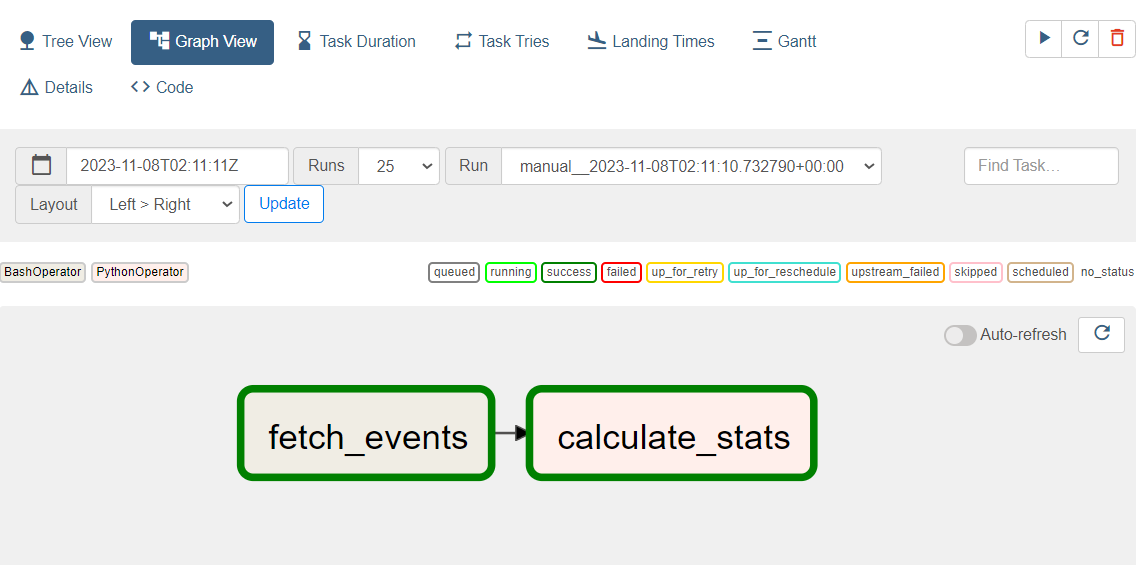 Tree View Graph View Task Duration Task Tries Landing Times Gantt
Details Code
2023-11-08T02:11:11Z Runs 25 Run manual__2023-11-08T02:11:10.732790+00:00 Find Task...
Layout Left > Right Update
BashOperator PythonOperator queued running success failed up_for_retry up_for_reschedule upstream_failed skipped scheduled no_status
Auto-refresh
fetch_events calculate_stats